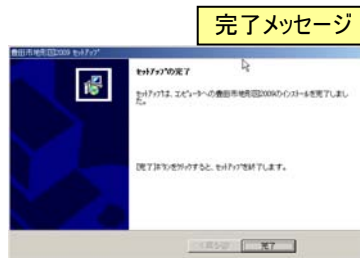 完了メッセージ
豊田市地形図2009 セットアップ
セットアップの完了
セットアップは、コンピュータへの豊田市地形図2009のインストールを完了しまし
た。
[完了]ボタンをクリックすると、セットアップを終了します。
< 戻る(B)
完了